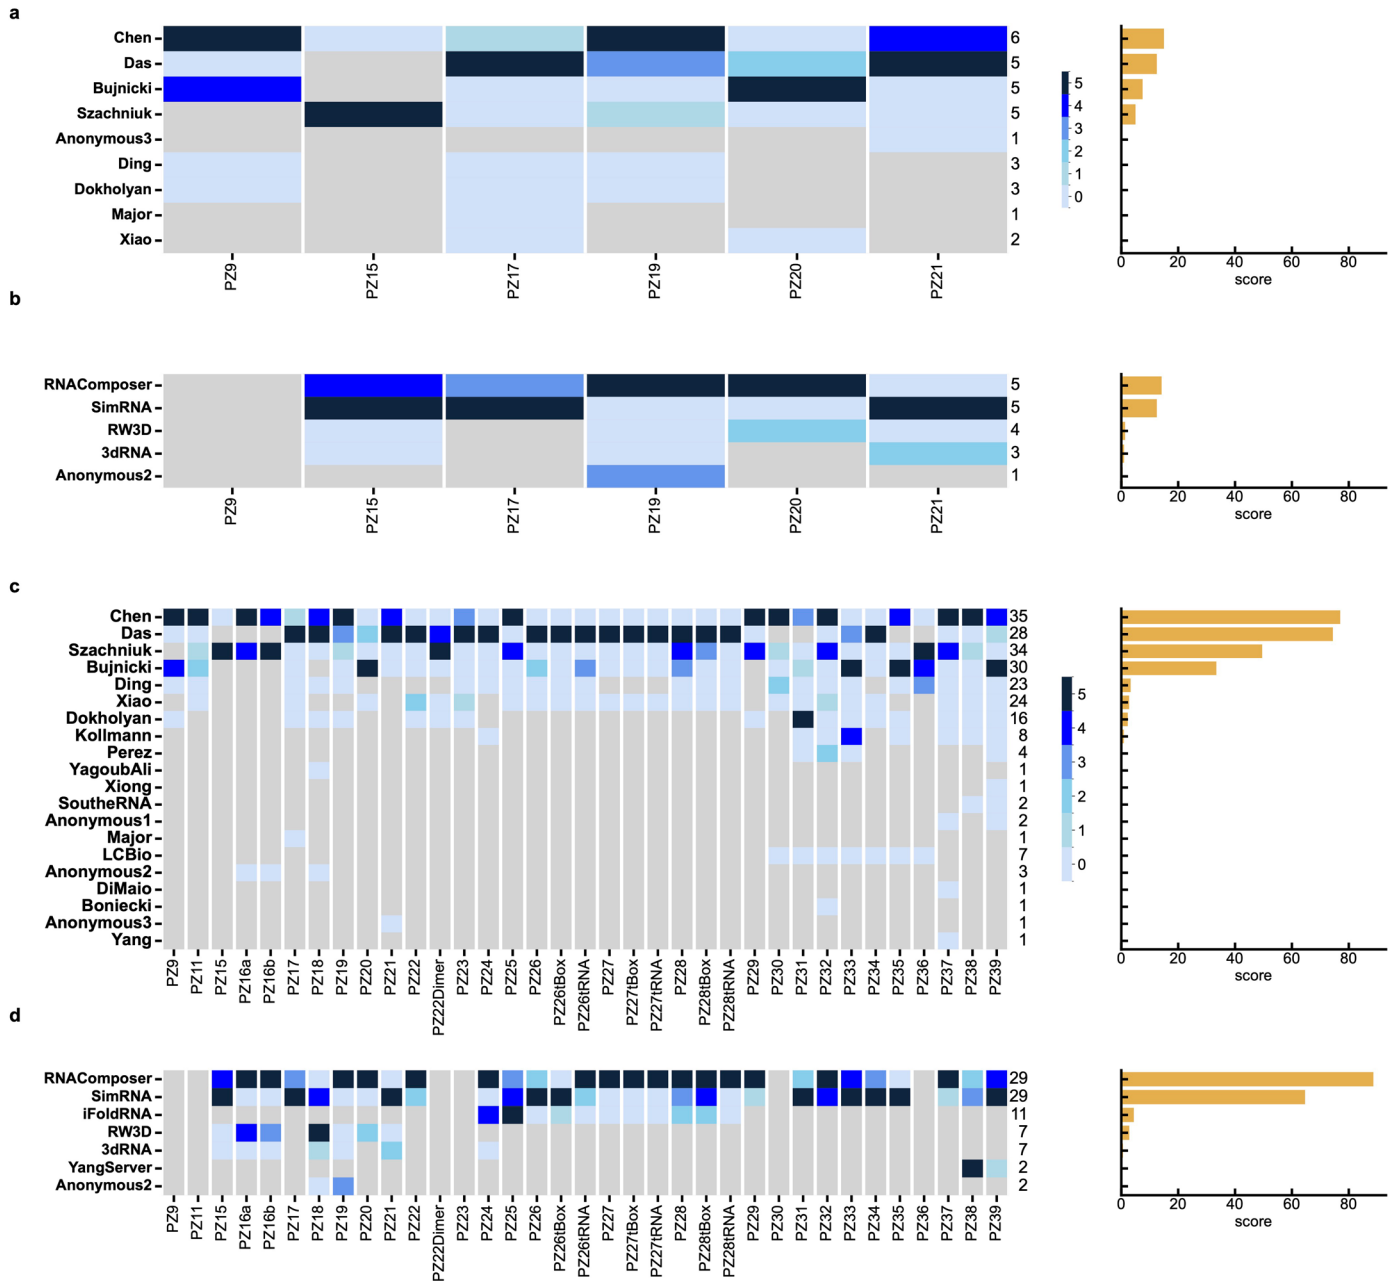 a
Chen 6
Das 5
Bujnicki 5
Szachniuk 5
Anonymous3 1
Ding 3
Dokholyan 3
Major 1
Xiao 2
PZ9 PZ15 PZ17 PZ19 PZ20 PZ21
5
4
3
2
1
0
0 20 40 60 80
score
b
RNAComposer 5
SimRNA 5
RW3D 4
3dRNA 3
Anonymous2 1
PZ9 PZ15 PZ17 PZ19 PZ20 PZ21
0 20 40 60 80
score
c
Chen 35
Das 28
Szachniuk 34
Bujnicki 30
Ding 23
Xiao 24
Dokholyan 16
Kollmann 8
Perez 4
YagoubAli 1
Xiong 1
SoutheRNA 2
Anonymous1 2
Major 1
LCBio 7
Anonymous2 3
DiMaio 1
Boniecki 1
Anonymous3 1
Yang 1
PZ9 PZ11 PZ15 PZ16a PZ16b PZ17 PZ18 PZ19 PZ20 PZ21 PZ22 PZ22Dimer PZ23 PZ24 PZ25 PZ26 PZ26tBox PZ26tRNA PZ27 PZ27tBox PZ27tRNA PZ28 PZ28tBox PZ28tRNA PZ29 PZ30 PZ31 PZ32 PZ33 PZ34 PZ35 PZ36 PZ37 PZ38 PZ39
5
4
3
2
1
0
0 20 40 60 80
score
d
RNAComposer 29
SimRNA 29
iFoldRNA 11
RW3D 7
3dRNA 7
YangServer 2
Anonymous2 2
PZ9 PZ11 PZ15 PZ16a PZ16b PZ17 PZ18 PZ19 PZ20 PZ21 PZ22 PZ22Dimer PZ23 PZ24 PZ25 PZ26 PZ26tBox PZ26tRNA PZ27 PZ27tBox PZ27tRNA PZ28 PZ28tBox PZ28tRNA PZ29 PZ30 PZ31 PZ32 PZ33 PZ34 PZ35 PZ36 PZ37 PZ38 PZ39
0 20 40 60 80
score